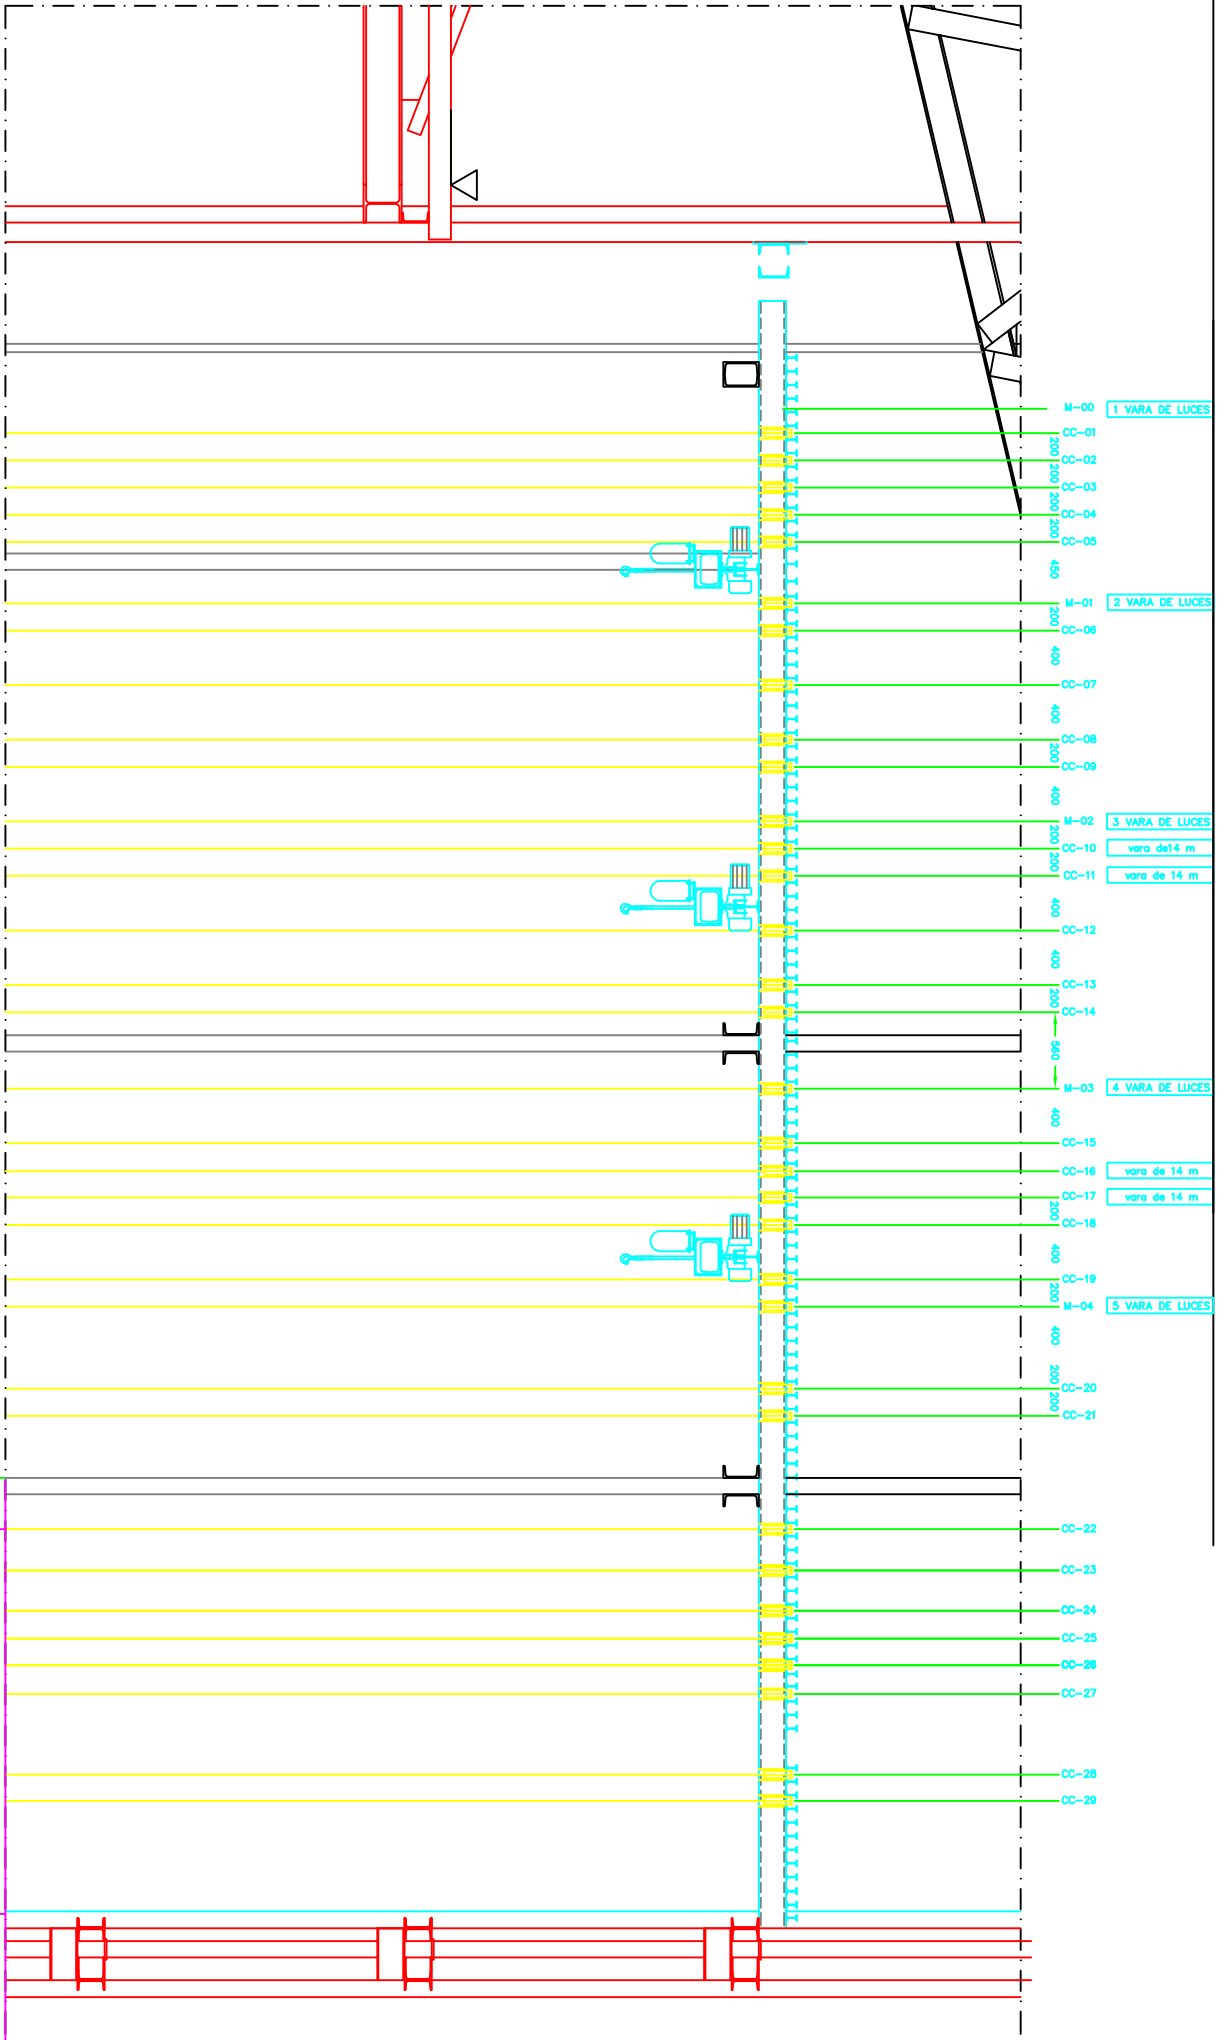 M-00 1 VARA DE LUCES
CC-01
200
CC-02
200
CC-03
200
CC-04
200
CC-05
450
M-01 2 VARA DE LUCES
200
CC-06
400
CC-07
400
CC-08
200
CC-09
400
M-02 3 VARA DE LUCES
200
CC-10 vara de14 m
200
CC-11 vara de 14 m
400
CC-12
400
CC-13
200
CC-14
560
M-03 4 VARA DE LUCES
400
CC-15
CC-16 vara de 14 m
CC-17 vara de 14 m
200
CC-18
400
CC-19
200
M-04 5 VARA DE LUCES
400
200
CC-20
200
CC-21
CC-22
CC-23
CC-24
CC-25
CC-26
CC-27
CC-28
CC-29